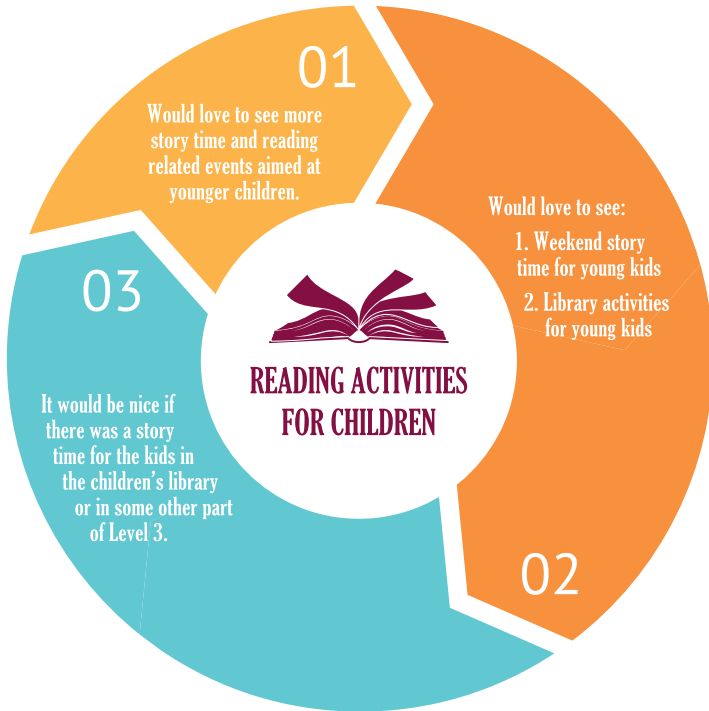 01
Would love to see more
story time and reading
related events aimed at
younger children.
Would love to see:
1. Weekend story
time for young kids
2. Library activities
for young kids
02
03
It would be nice if
there was a story
time for the kids in
the children's library
or in some other part
of Level 3.
READING ACTIVITIES
FOR CHILDREN